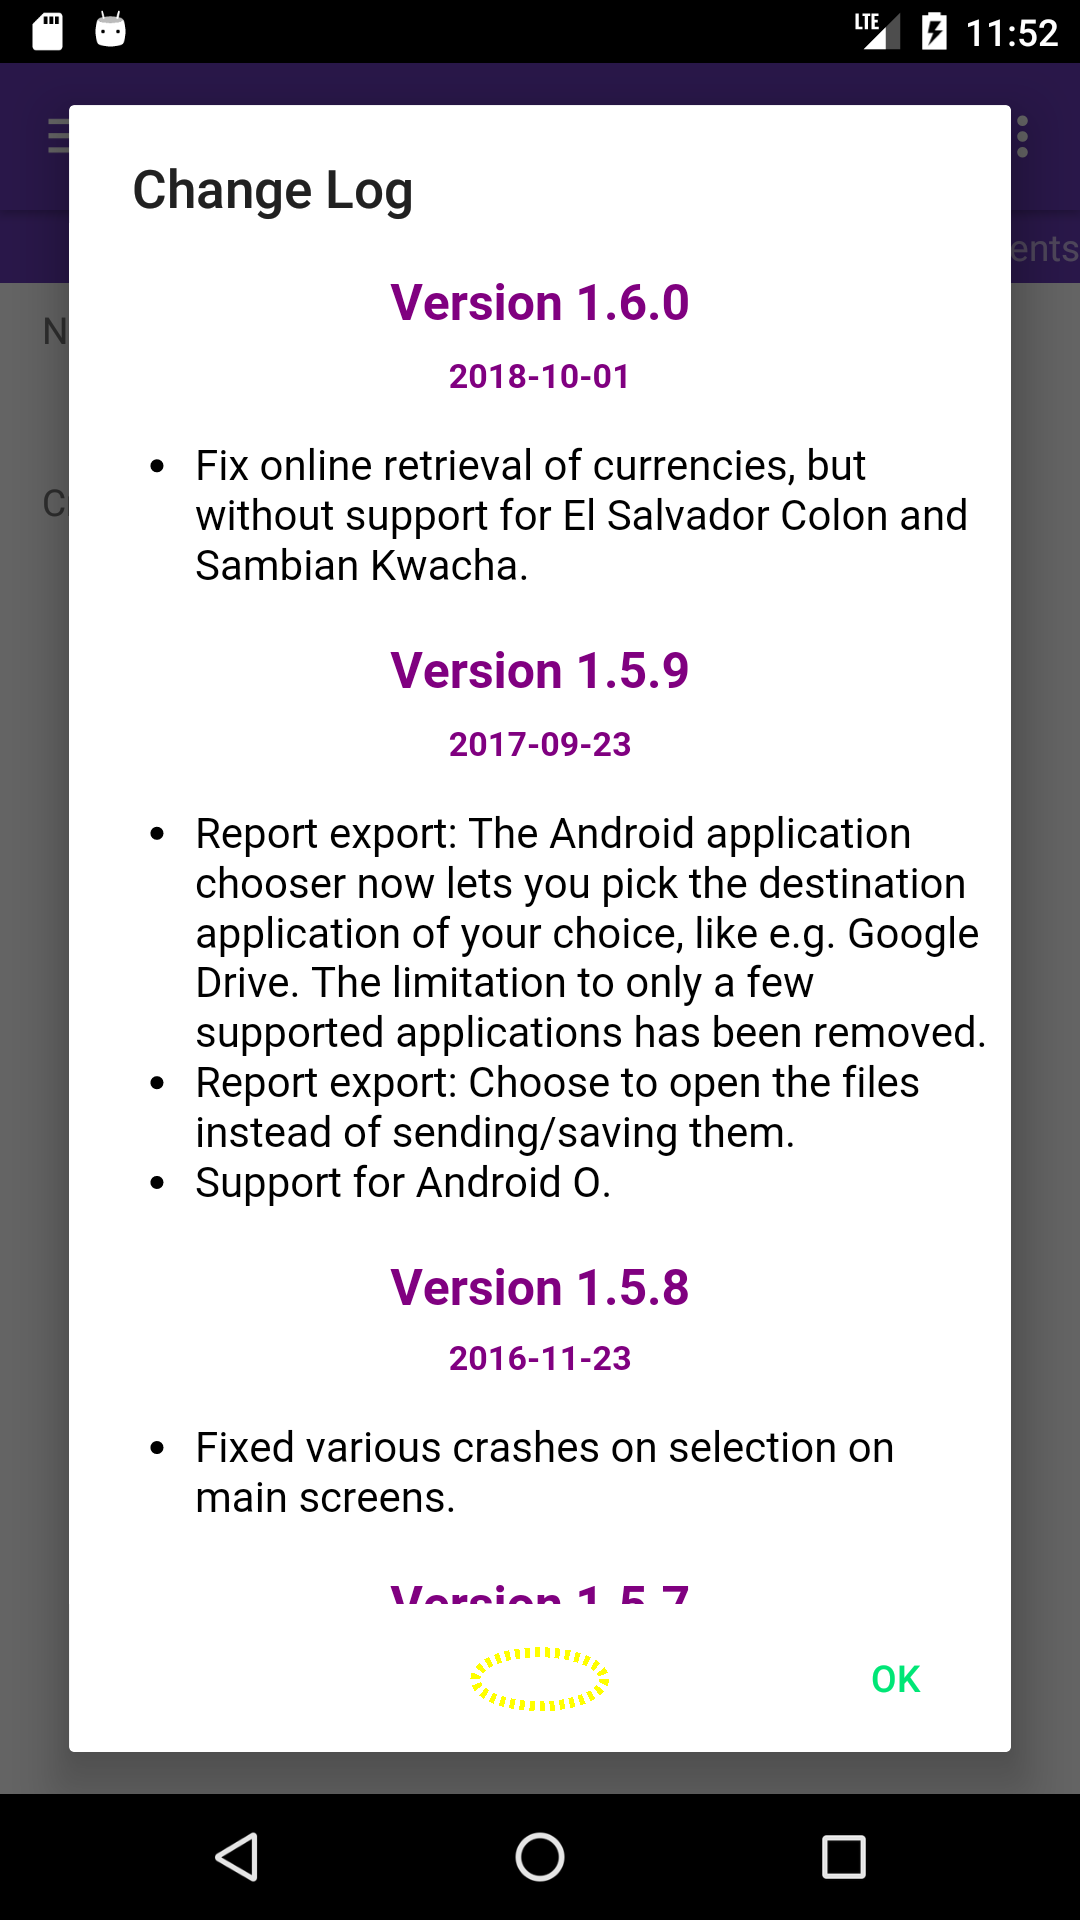 LTE 11:52
Change Log
ents
N
Version 1.6.0
2018-10-01
• Fix online retrieval of currencies, but
without support for El Salvador Colon and
C
Sambian Kwacha.
Version 1.5.9
2017-09-23
• Report export: The Android application
chooser now lets you pick the destination
application of your choice, like e.g. Google
Drive. The limitation to only a few
supported applications has been removed.
• Report export: Choose to open the files
instead of sending/saving them.
• Support for Android O.
Version 1.5.8
2016-11-23
• Fixed various crashes on selection on
main screens.
Version 1.5.7
OK